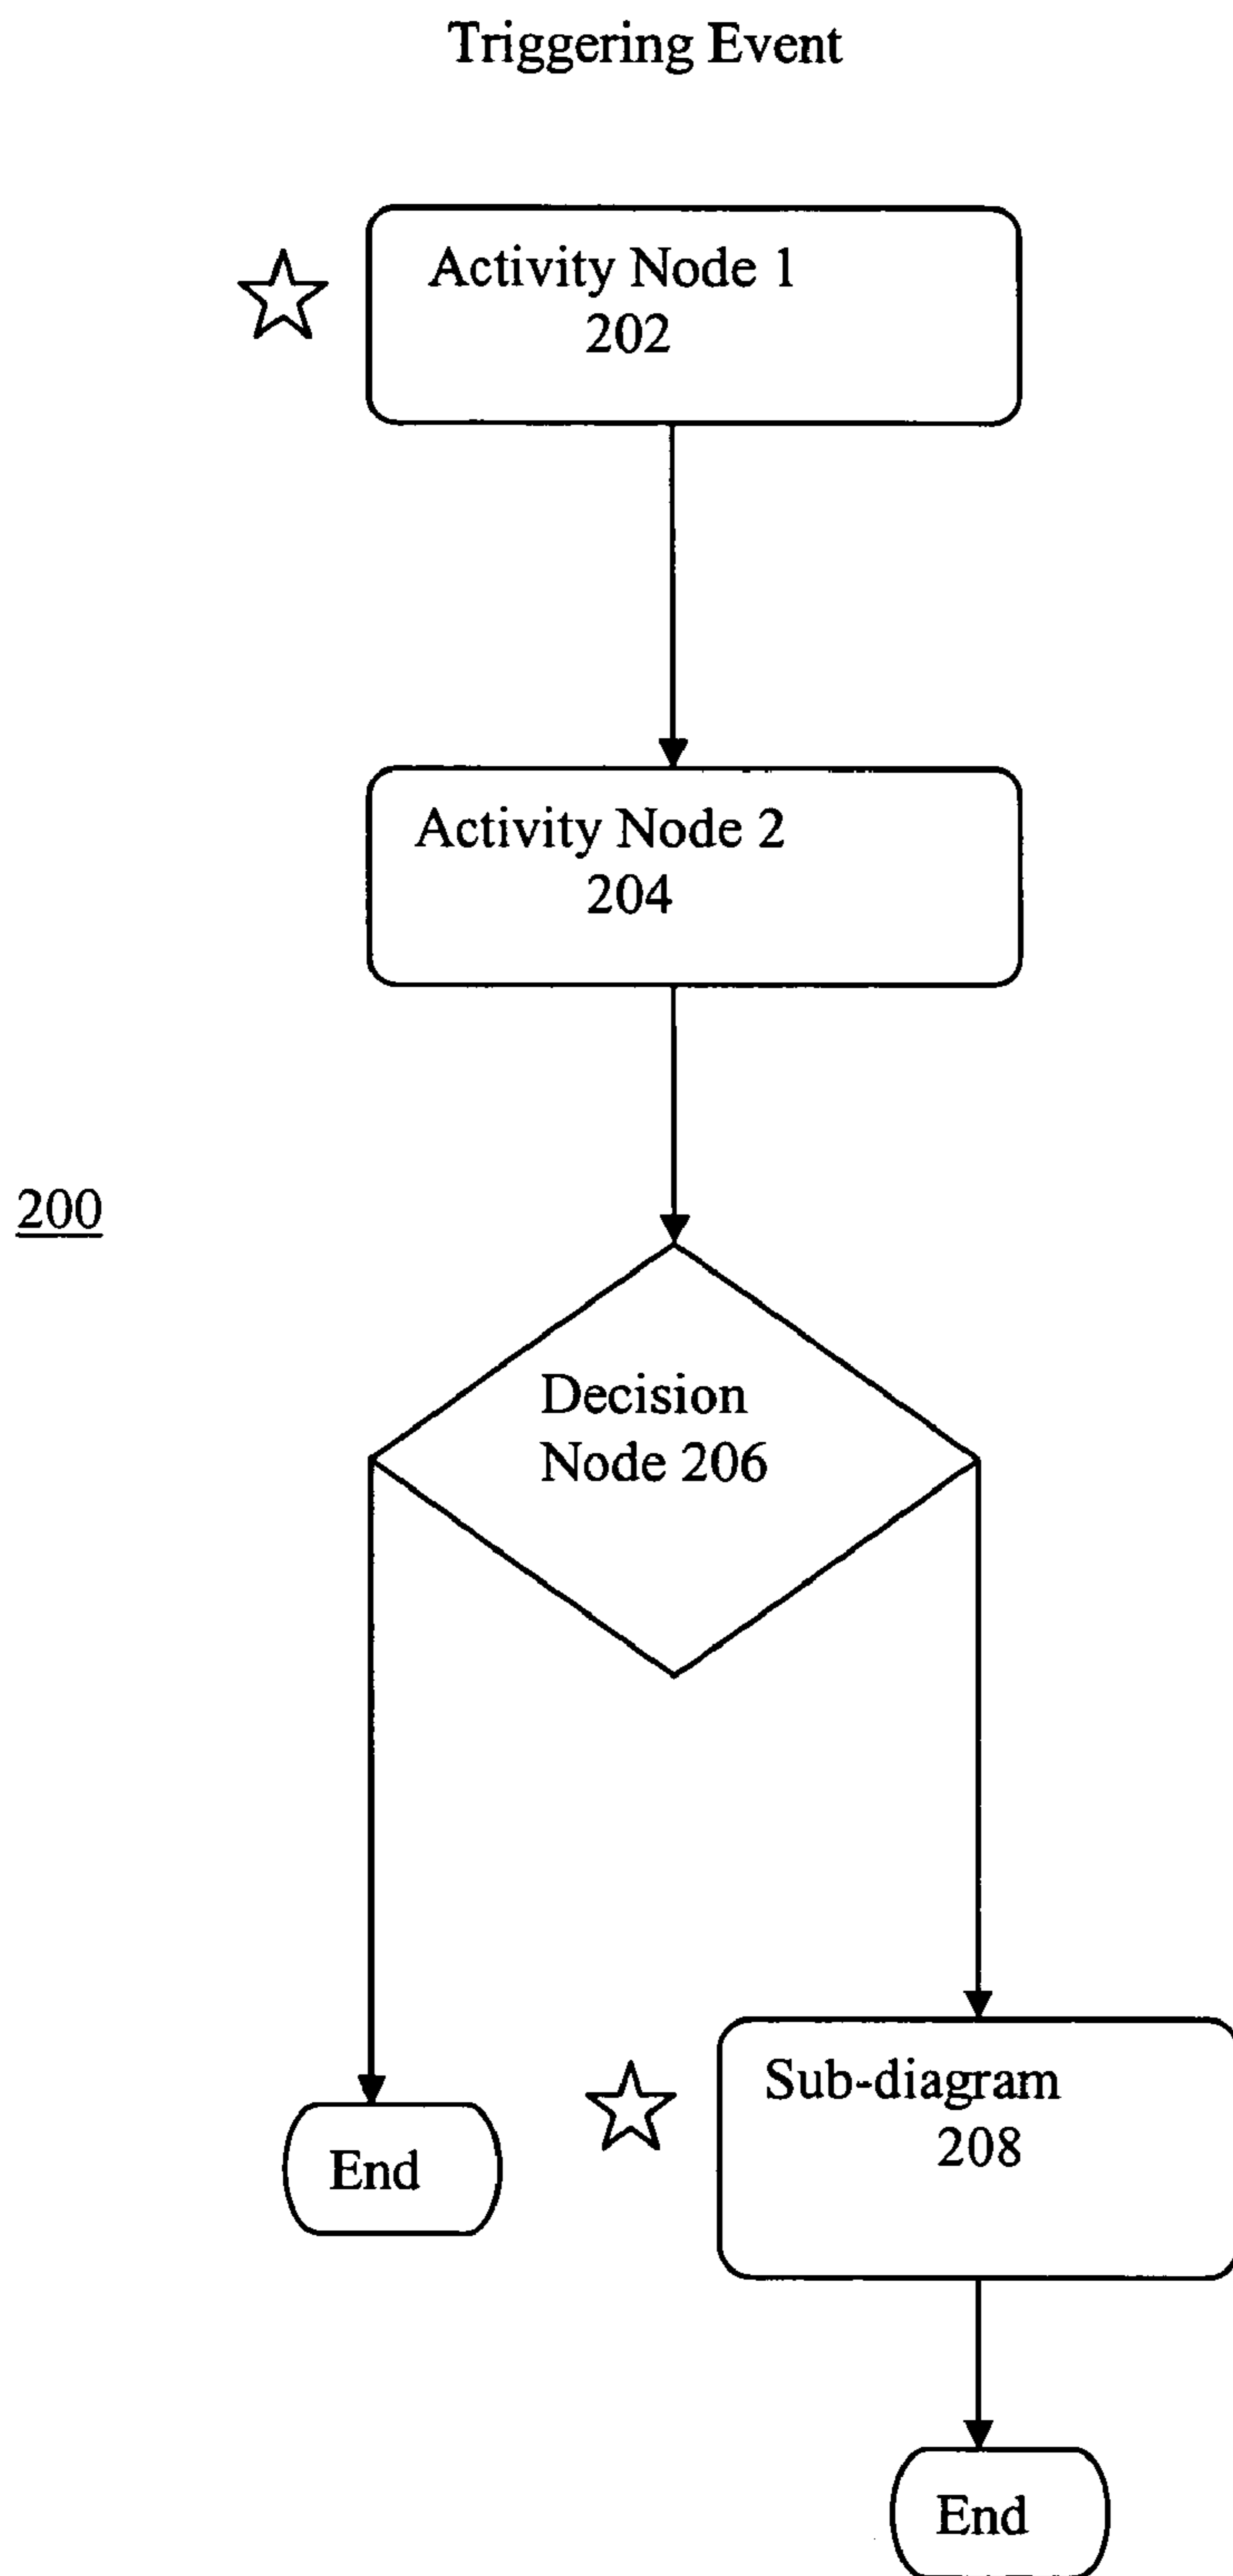 Triggering Event
Activity Node 1
202
Activity Node 2
204
200
Decision
Node 206
End
Sub-diagram
208
End